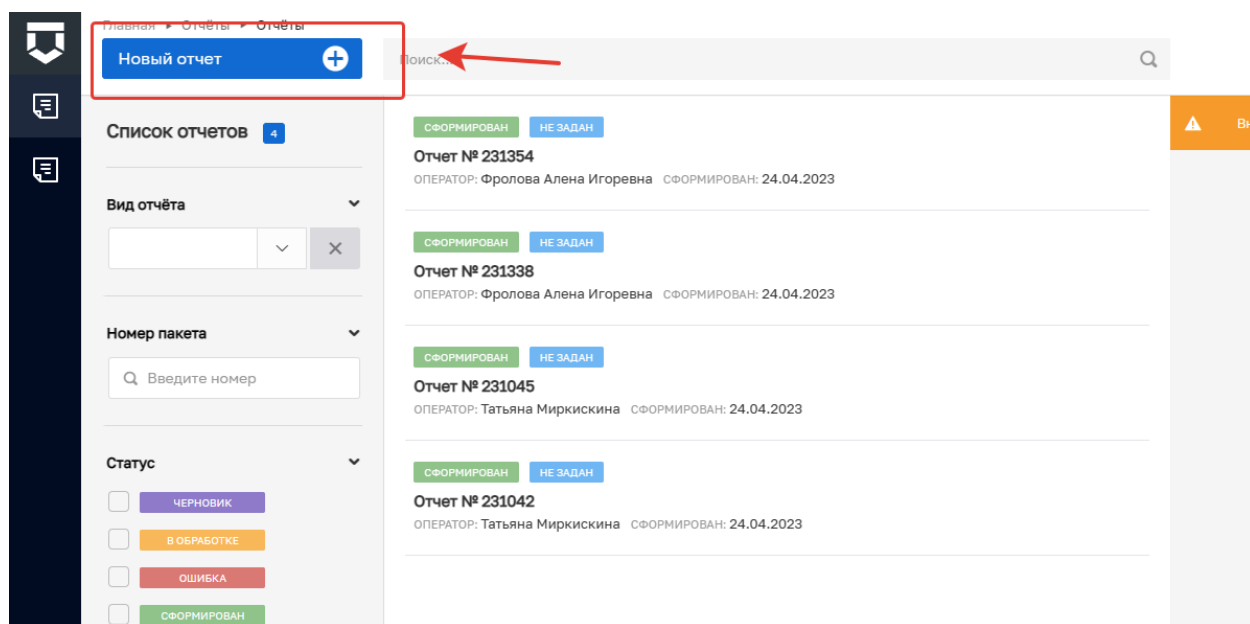 Главная ▸ Отчёты ▸ Отчёты
Новый отчет
Поиск...
Список отчетов 4
Вид отчёта
Номер пакета
Введите номер
Статус
ЧЕРНОВИК
В ОБРАБОТКЕ
ОШИБКА
СФОРМИРОВАН
СФОРМИРОВАН НЕ ЗАДАН
Отчет № 231354
ОПЕРАТОР: Фролова Алена Игоревна СФОРМИРОВАН: 24.04.2023
СФОРМИРОВАН НЕ ЗАДАН
Отчет № 231338
ОПЕРАТОР: Фролова Алена Игоревна СФОРМИРОВАН: 24.04.2023
СФОРМИРОВАН НЕ ЗАДАН
Отчет № 231045
ОПЕРАТОР: Татьяна Миркискина СФОРМИРОВАН: 24.04.2023
СФОРМИРОВАН НЕ ЗАДАН
Отчет № 231042
ОПЕРАТОР: Татьяна Миркискина СФОРМИРОВАН: 24.04.2023